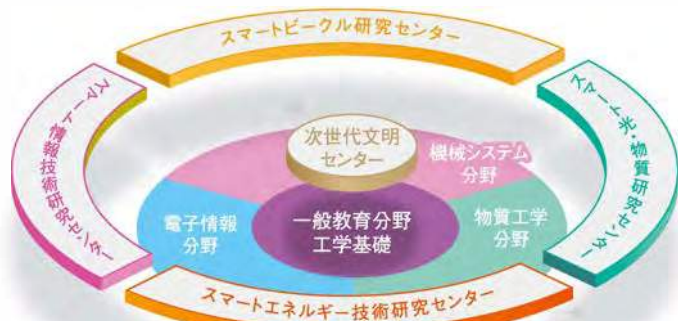 スマートビークル研究センター
スマート
情報技術研究センター
スマート光・物質研究センター
次世代文明
センター
機械システム
分野
電子情報
分野
一般教育分野
工学基礎
物質工学
分野
スマートエネルギー技術研究センター